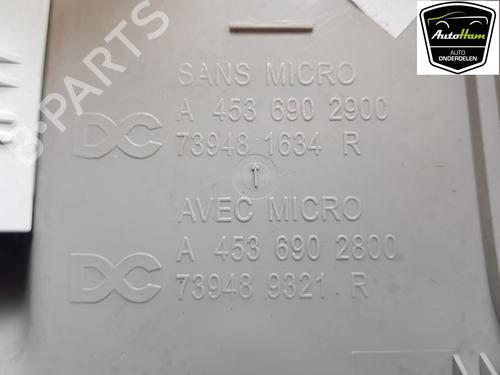 AutoHam
AUTO
ONDERDELEN
B-PARTS
SANS MICRO
A 453 690 2900
DC 73948 1634 R
AVEC MICRO
A 453 690 2800
DC 73948 9321 R